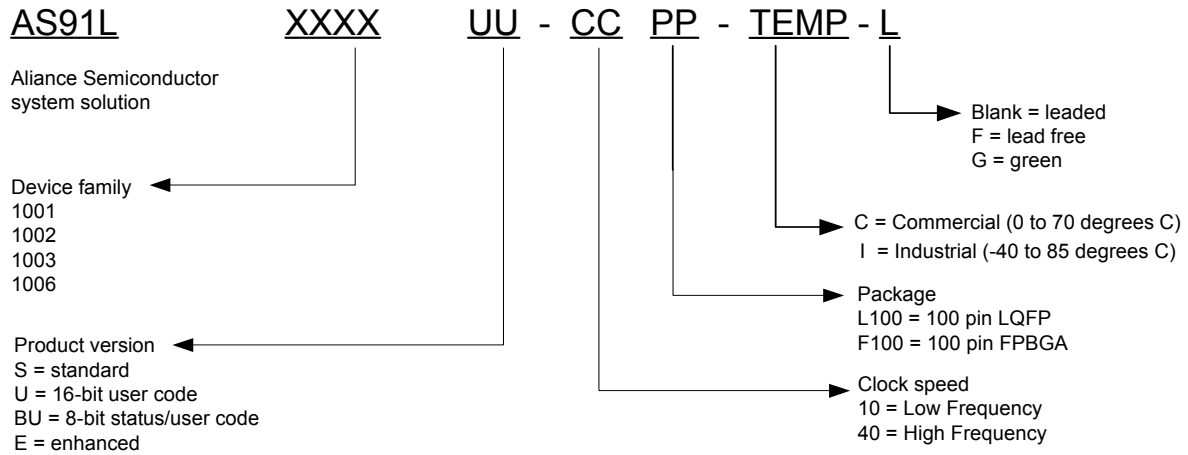 AS91L XXXX UU - CC PP - TEMP - L
Aliance Semiconductor
system solution
Blank = leaded
F = lead free
G = green
Device family
1001
1002
1003
1006
C = Commercial (0 to 70 degrees C)
I = Industrial (-40 to 85 degrees C)
Package
L100 = 100 pin LQFP
F100 = 100 pin FPBGA
Product version
S = standard
U = 16-bit user code
BU = 8-bit status/user code
E = enhanced
Clock speed
10 = Low Frequency
40 = High Frequency